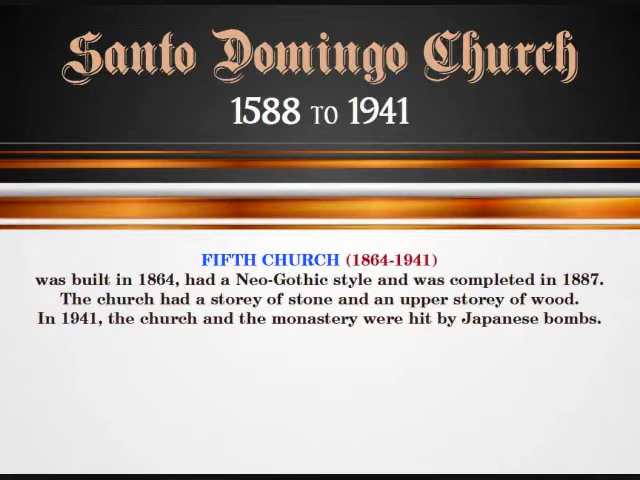 Santo Domingo Church
1588 TO 1941
FIFTH CHURCH (1864-1941)
was built in 1864, had a Neo-Gothic style and was completed in 1887.
The church had a storey of stone and an upper storey of wood.
In 1941, the church and the monastery were hit by Japanese bombs.